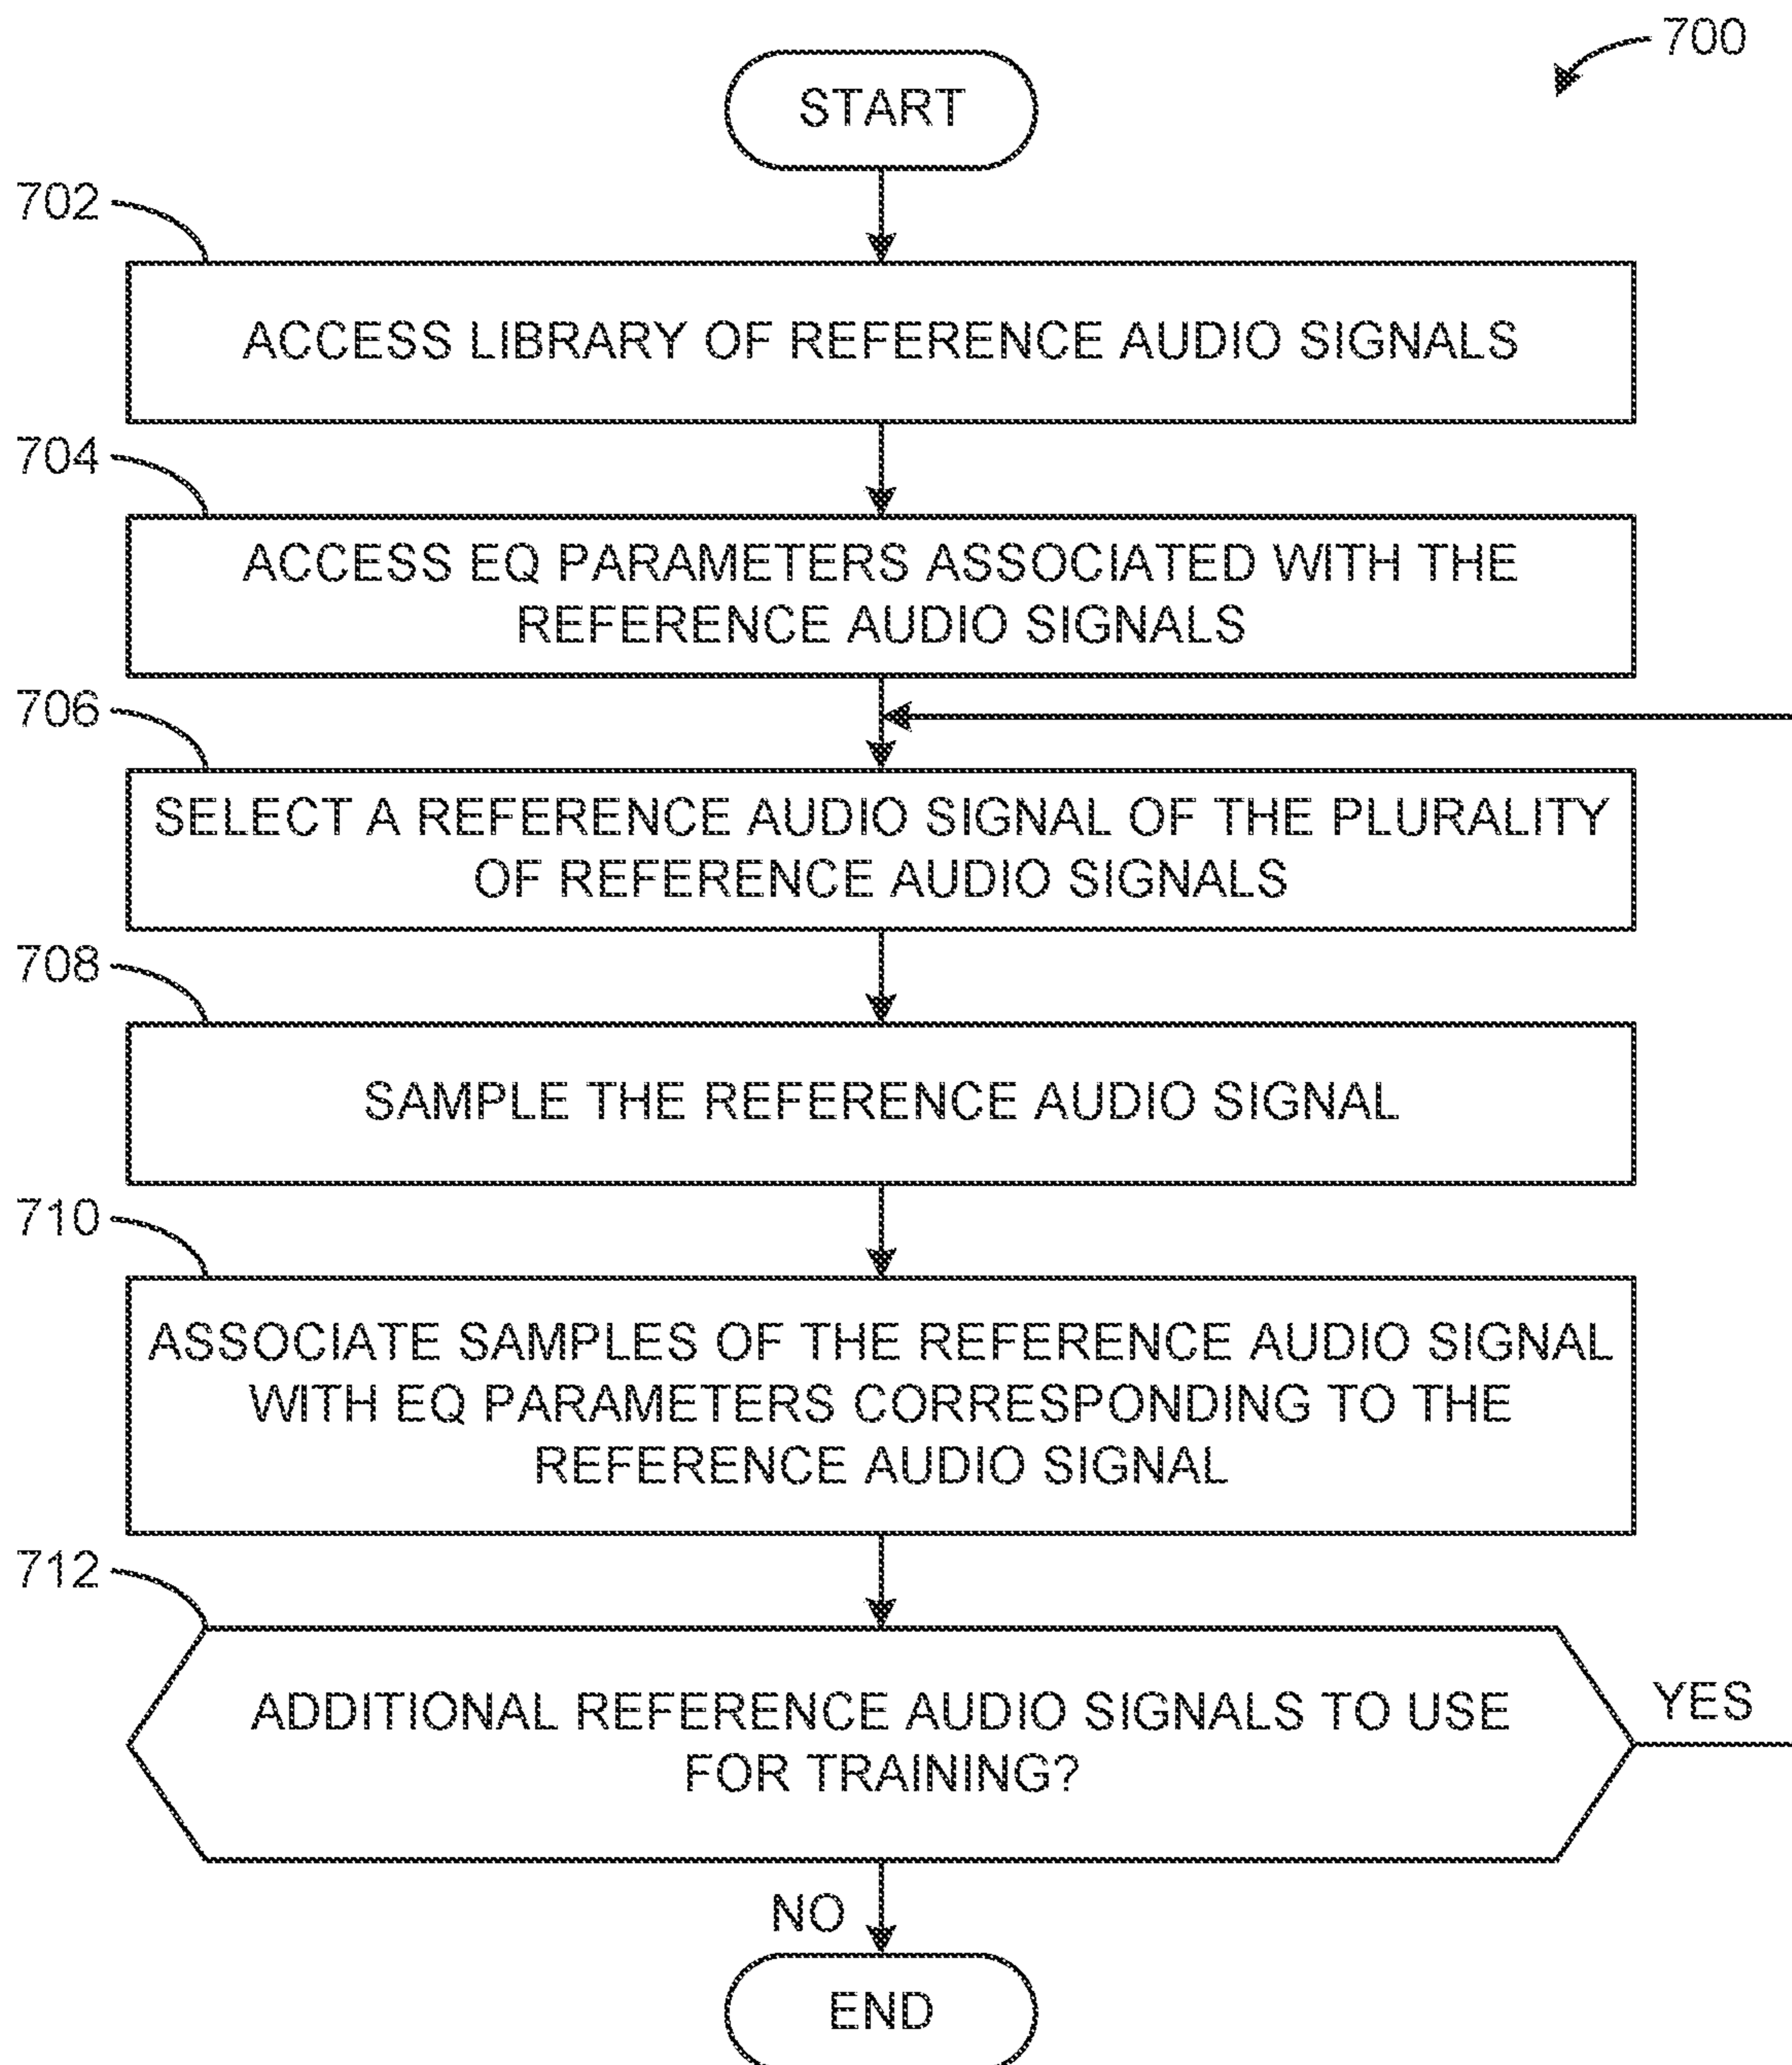 700
START
702
ACCESS LIBRARY OF REFERENCE AUDIO SIGNALS
704
ACCESS EQ PARAMETERS ASSOCIATED WITH THE
REFERENCE AUDIO SIGNALS
706
SELECT A REFERENCE AUDIO SIGNAL OF THE PLURALITY
OF REFERENCE AUDIO SIGNALS
708
SAMPLE THE REFERENCE AUDIO SIGNAL
710
ASSOCIATE SAMPLES OF THE REFERENCE AUDIO SIGNAL
WITH EQ PARAMETERS CORRESPONDING TO THE
REFERENCE AUDIO SIGNAL
712
ADDITIONAL REFERENCE AUDIO SIGNALS TO USE
FOR TRAINING?
YES
NO
END